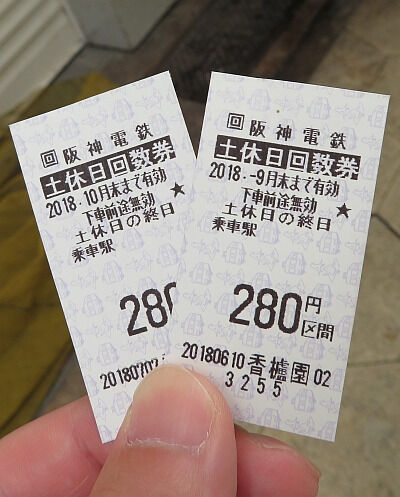 回阪神電鉄
土休日回数券
2018.10月末まで有効
下車前途無効
土休日の終日
乗車駅
280
回阪神電鉄
土休日回数券
2018.-9月末まで有効
下車前途無効
土休日の終日
乗車駅
280円
区間
20180610香櫨園02
3255